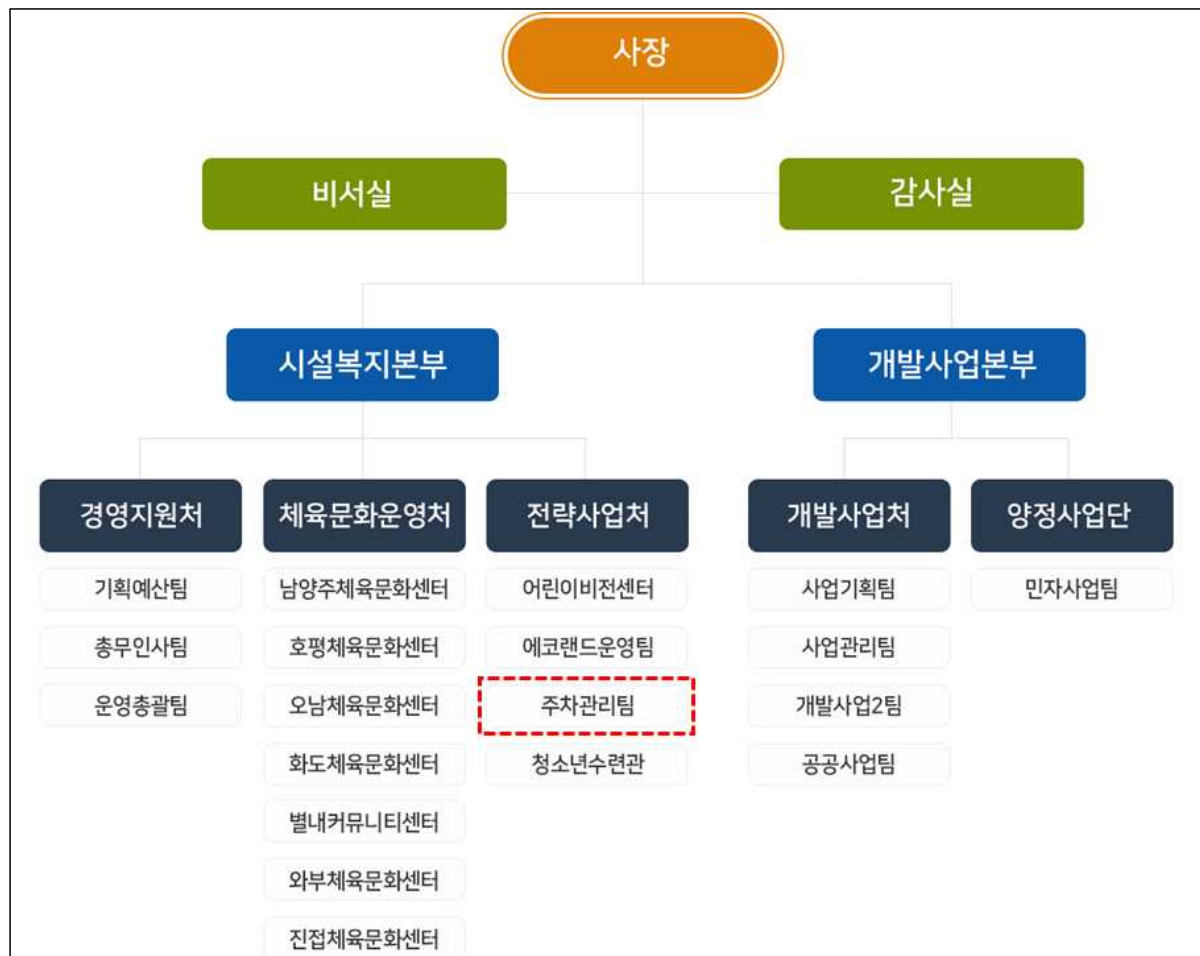 사장
비서실
감사실
시설복지본부
개발사업본부
경영지원처
체육문화운영처
전략사업처
개발사업처
양정사업단
기획예산팀
남양주체육문화센터
어린이비전센터
사업기획팀
민자사업팀
총무인사팀
호평체육문화센터
에코랜드운영팀
사업관리팀
운영총괄팀
오남체육문화센터
주차관리팀
개발사업2팀
화도체육문화센터
청소년수련관
공공사업팀
별내커뮤니티센터
와부체육문화센터
진접체육문화센터